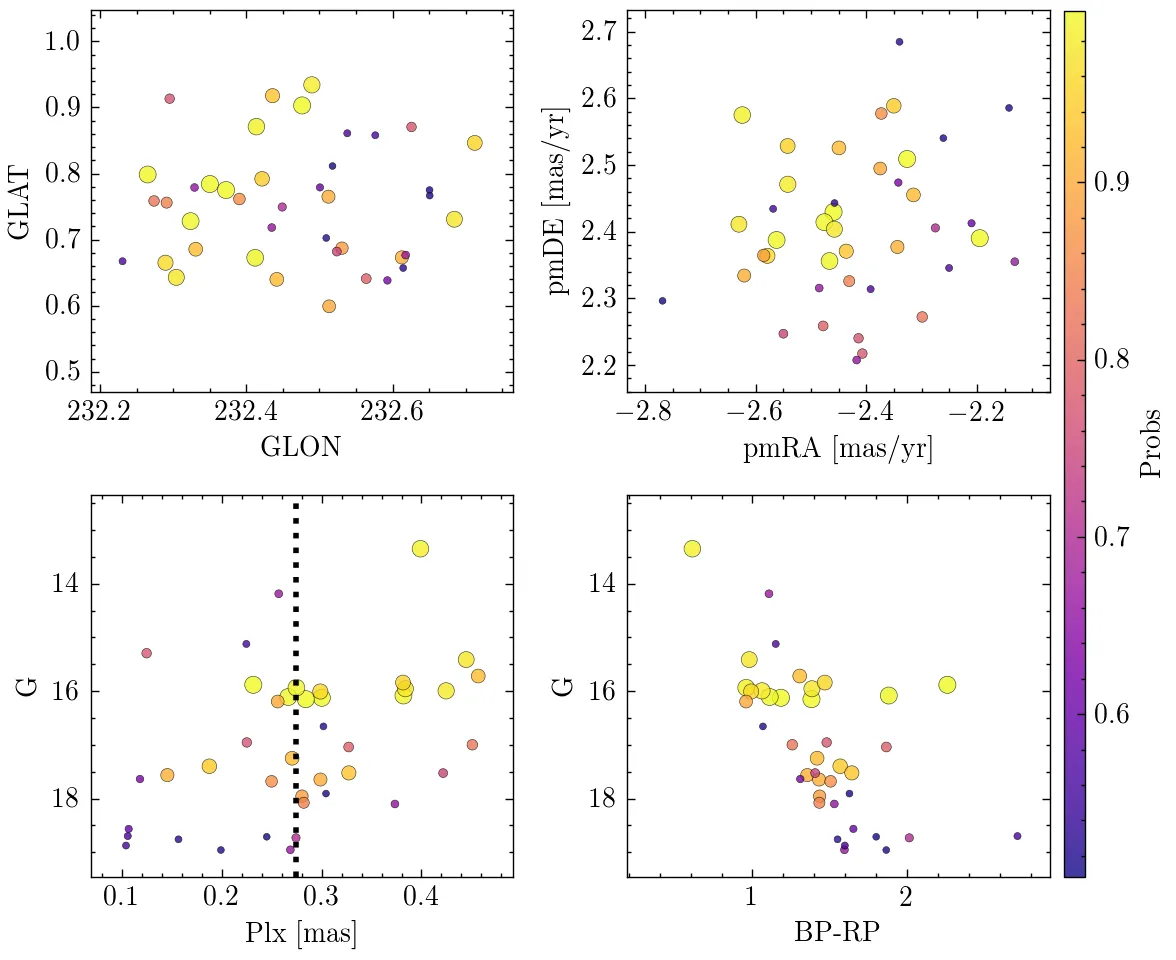 1.0
0.9
0.8
0.7
0.6
0.5
GLAT
232.2 232.4 232.6
GLON
2.7
2.6
2.5
2.4
2.3
2.2
pmDE [mas/yr]
−2.8 −2.6 −2.4 −2.2
pmRA [mas/yr]
14
16
18
G
0.1 0.2 0.3 0.4
Plx [mas]
14
16
18
G
1 2
BP-RP
0.9
0.8
0.7
0.6
Probs